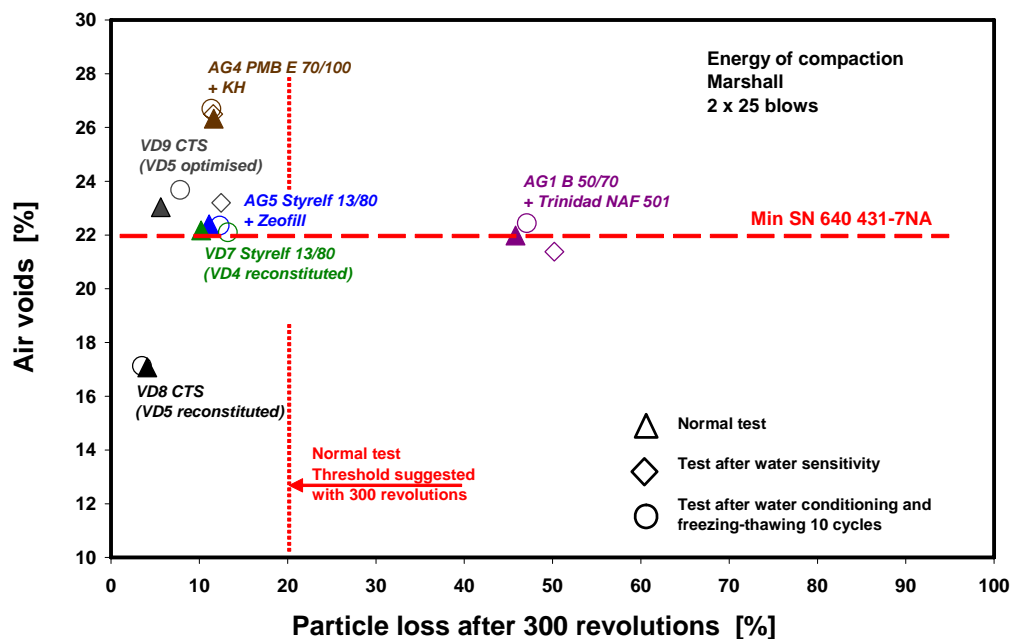 Air voids [%]
30
28
26
24
22
20
18
16
14
12
10
AG4 PMB E 70/100
+ KH
Energy of compaction
Marshall
2 x 25 blows
VD9 CTS
(VD5 optimised)
AG5 Styrelf 13/80
+ Zeofill
AG1 B 50/70
+ Trinidad NAF 501
Min SN 640 431-7NA
VD7 Styrelf 13/80
(VD4 reconstituted)
VD8 CTS
(VD5 reconstituted)
Normal test
Threshold suggested
with 300 revolutions
Normal test
Test after water sensitivity
Test after water conditioning and
freezing-thawing 10 cycles
0 10 20 30 40 50 60 70 80 90 100
Particle loss after 300 revolutions [%]